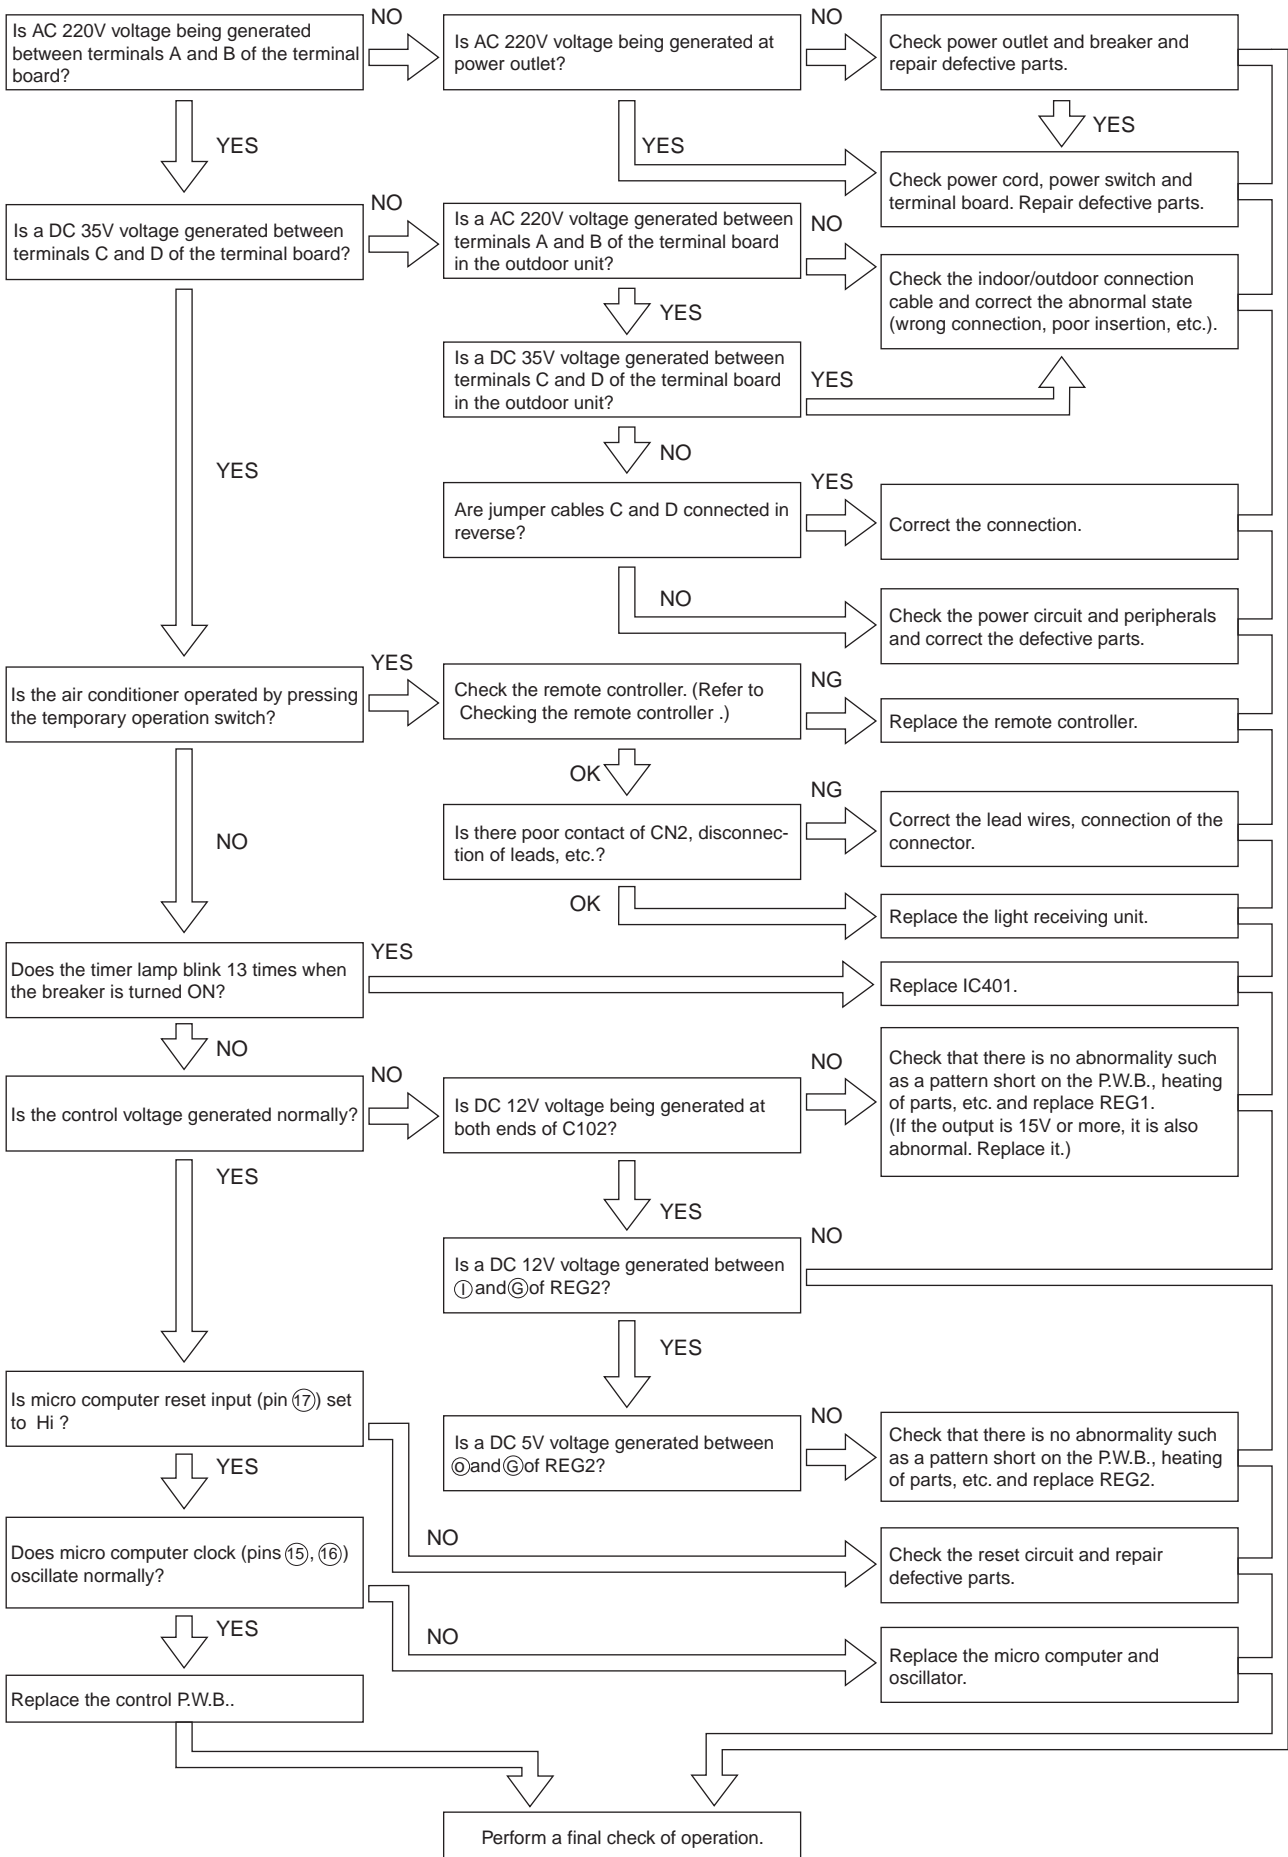 Is AC 220V voltage being generated
between terminals A and B of the terminal
board?
NO
Is AC 220V voltage being generated at
power outlet?
NO
Check power outlet and breaker and
repair defective parts.
YES
YES
YES
Check power cord, power switch and
terminal board. Repair defective parts.
Is a DC 35V voltage generated between
terminals C and D of the terminal board?
NO
Is a AC 220V voltage generated between
terminals A and B of the terminal board
in the outdoor unit?
NO
Check the indoor/outdoor connection
cable and correct the abnormal state
(wrong connection, poor insertion, etc.).
YES
Is a DC 35V voltage generated between
terminals C and D of the terminal board
in the outdoor unit?
YES
YES
NO
Are jumper cables C and D connected in
reverse?
YES
Correct the connection.
NO
Check the power circuit and peripherals
and correct the defective parts.
Is the air conditioner operated by pressing
the temporary operation switch?
YES
Check the remote controller. (Refer to
Checking the remote controller .)
NG
Replace the remote controller.
OK
NO
Is there poor contact of CN2, disconnec-
tion of leads, etc.?
NG
Correct the lead wires, connection of the
connector.
OK
Replace the light receiving unit.
Does the timer lamp blink 13 times when
the breaker is turned ON?
YES
Replace IC401.
NO
Is the control voltage generated normally?
NO
Is DC 12V voltage being generated at
both ends of C102?
NO
Check that there is no abnormality such
as a pattern short on the P.W.B., heating
of parts, etc. and replace REG1.
(If the output is 15V or more, it is also
abnormal. Replace it.)
YES
YES
Is a DC 12V voltage generated between
Ⓘ and Ⓖ of REG2?
NO
YES
Is micro computer reset input (pin ⑰) set
to Hi ?
Is a DC 5V voltage generated between
⓪ and Ⓖ of REG2?
NO
Check that there is no abnormality such
as a pattern short on the P.W.B., heating
of parts, etc. and replace REG2.
YES
NO
Check the reset circuit and repair
defective parts.
Does micro computer clock (pins ⑮, ⑯)
oscillate normally?
YES
NO
Replace the micro computer and
oscillator.
Replace the control P.W.B..
Perform a final check of operation.